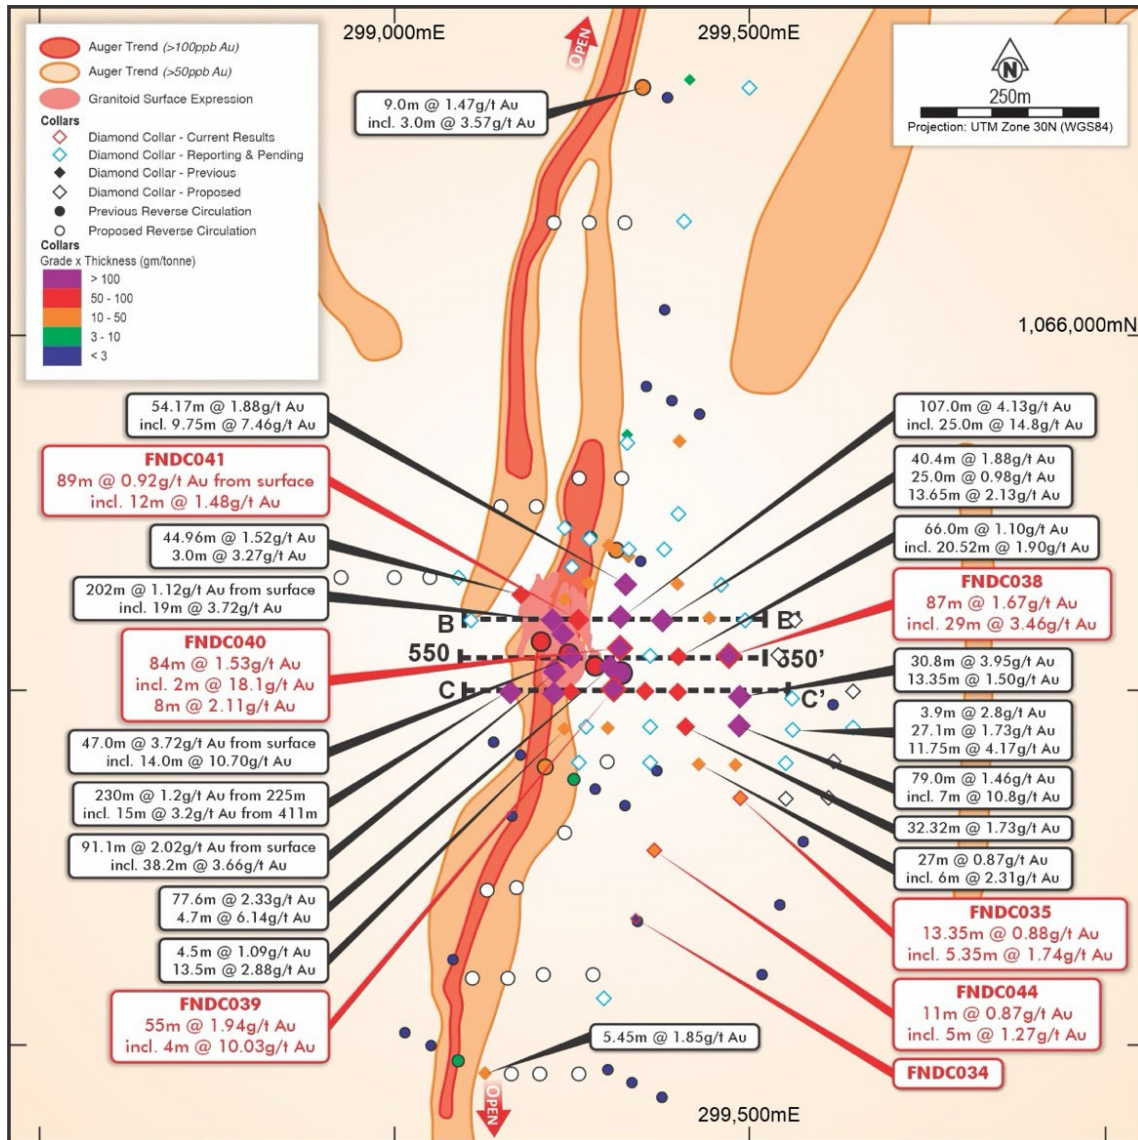 299,000mE
299,500mE
OPEN
N
250m
Projection: UTM Zone 30N (WGS84)
Auger Trend (>100ppb Au)
Auger Trend (>50ppb Au)
Granitoid Surface Expression
Collars
Diamond Collar - Current Results
Diamond Collar - Reporting & Pending
Diamond Collar - Previous
Diamond Collar - Proposed
Previous Reverse Circulation
Proposed Reverse Circulation
Collars
Grade x Thickness (gm/tonne)
> 100
50 - 100
10 - 50
3 - 10
< 3
9.0m @ 1.47g/t Au
incl. 3.0m @ 3.57g/t Au
1,066,000mN
54.17m @ 1.88g/t Au
incl. 9.75m @ 7.46g/t Au
FNDC041
89m @ 0.92g/t Au from surface
incl. 12m @ 1.48g/t Au
44.96m @ 1.52g/t Au
3.0m @ 3.27g/t Au
202m @ 1.12g/t Au from surface
incl. 19m @ 3.72g/t Au
FNDC040
84m @ 1.53g/t Au
incl. 2m @ 18.1g/t Au
8m @ 2.11g/t Au
47.0m @ 3.72g/t Au from surface
incl. 14.0m @ 10.70g/t Au
230m @ 1.2g/t Au from 225m
incl. 15m @ 3.2g/t Au from 411m
91.1m @ 2.02g/t Au from surface
incl. 38.2m @ 3.66g/t Au
77.6m @ 2.33g/t Au
4.7m @ 6.14g/t Au
4.5m @ 1.09g/t Au
13.5m @ 2.88g/t Au
FNDC039
55m @ 1.94g/t Au
incl. 4m @ 10.03g/t Au
B
B'
550
550'
C
C'
107.0m @ 4.13g/t Au
incl. 25.0m @ 14.8g/t Au
40.4m @ 1.88g/t Au
25.0m @ 0.98g/t Au
13.65m @ 2.13g/t Au
66.0m @ 1.10g/t Au
incl. 20.52m @ 1.90g/t Au
FNDC038
87m @ 1.67g/t Au
incl. 29m @ 3.46g/t Au
30.8m @ 3.95g/t Au
13.35m @ 1.50g/t Au
3.9m @ 2.8g/t Au
27.1m @ 1.73g/t Au
11.75m @ 4.17g/t Au
79.0m @ 1.46g/t Au
incl. 7m @ 10.8g/t Au
32.32m @ 1.73g/t Au
27m @ 0.87g/t Au
incl. 6m @ 2.31g/t Au
FNDC035
13.35m @ 0.88g/t Au
incl. 5.35m @ 1.74g/t Au
FNDC044
11m @ 0.87g/t Au
incl. 5m @ 1.27g/t Au
FNDC034
5.45m @ 1.85g/t Au
OPEN
299,500mE